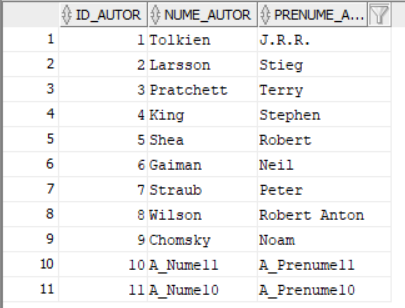 ID_AUTOR NUME_AUTOR PRENUME_A...
1 1 Tolkien J.R.R.
2 2 Larsson Stieg
3 3 Pratchett Terry
4 4 King Stephen
5 5 Shea Robert
6 6 Gaiman Neil
7 7 Straub Peter
8 8 Wilson Robert Anton
9 9 Chomsky Noam
10 10 A_Nume11 A_Prenume11
11 11 A_Nume10 A_Prenume10